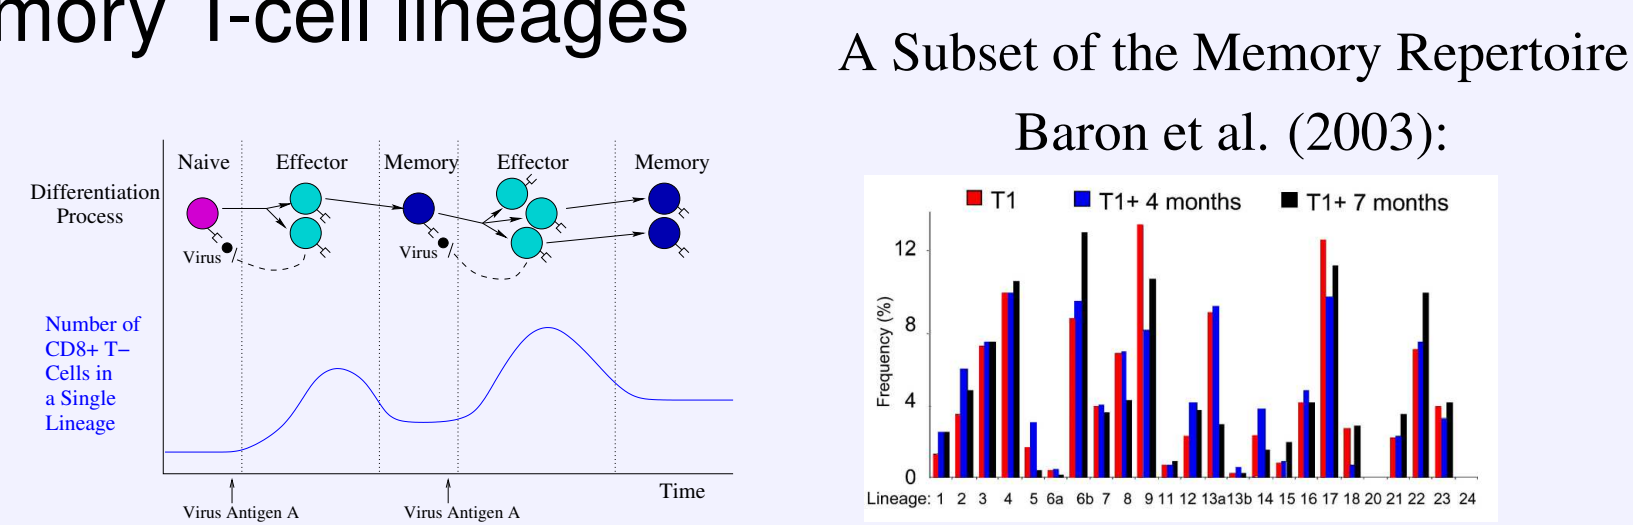 T-cell lineages
A Subset of the Memory Repertoire
Baron et al. (2003):
Naive Effector Memory Effector Memory
Differentiation
Process
Virus
Virus
Number of
CD8+ T−
Cells in
a Single
Lineage
Time
Virus Antigen A
Virus Antigen A
T1 T1+ 4 months T1+ 7 months
Frequency (%)
12
8
4
0
Lineage: 1 2 3 4 5 6a 6b 7 8 9 11 12 13a 13b 14 15 16 17 18 20 21 22 23 24